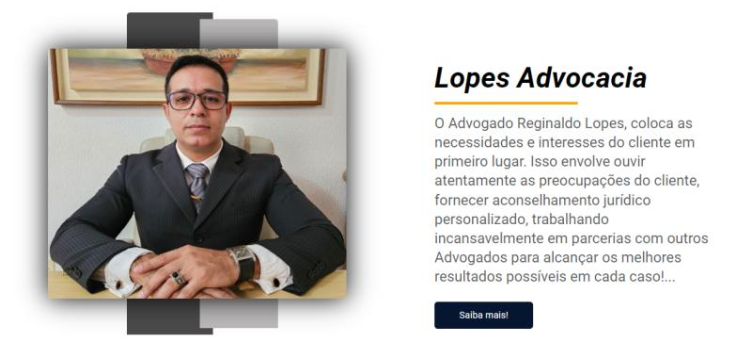 Lopes Advocacia
O Advogado Reginaldo Lopes, coloca as
necessidades e interesses do cliente em
primeiro lugar. Isso envolve ouvir
atentamente as preocupações do cliente,
fornecer aconselhamento jurídico
personalizado, trabalhando
incansavelmente em parcerias com outros
Advogados para alcançar os melhores
resultados possíveis em cada caso!...
Saiba mais!